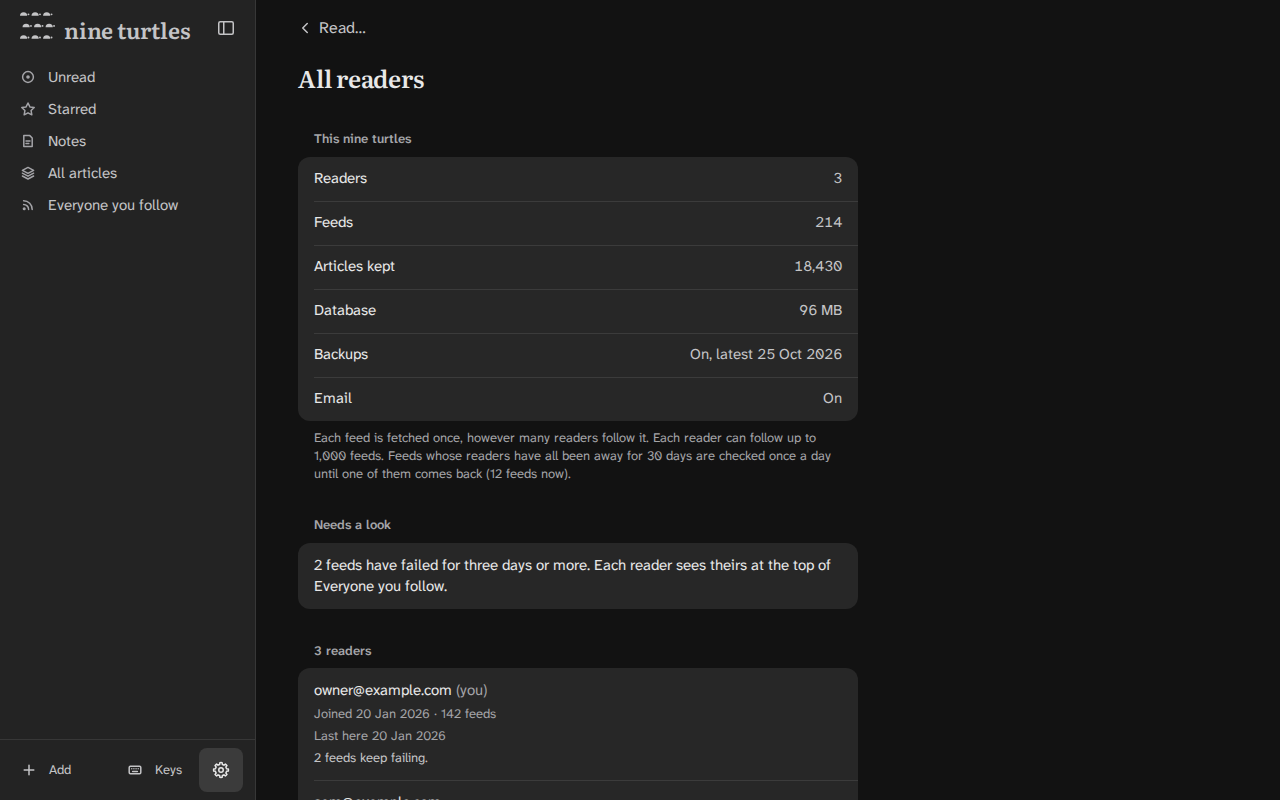 nine turtles
Unread
Starred
Notes
All articles
Everyone you follow
Add
Keys
Read...
All readers
This nine turtles
Readers 3
Feeds 214
Articles kept 18,430
Database 96 MB
Backups On, latest 25 Oct 2026
Email On
Each feed is fetched once, however many readers follow it. Each reader can follow up to
1,000 feeds. Feeds whose readers have all been away for 30 days are checked once a day
until one of them comes back (12 feeds now).
Needs a look
2 feeds have failed for three days or more. Each reader sees theirs at the top of
Everyone you follow.
3 readers
owner@example.com (you)
Joined 20 Jan 2026 · 142 feeds
Last here 20 Jan 2026
2 feeds keep failing.